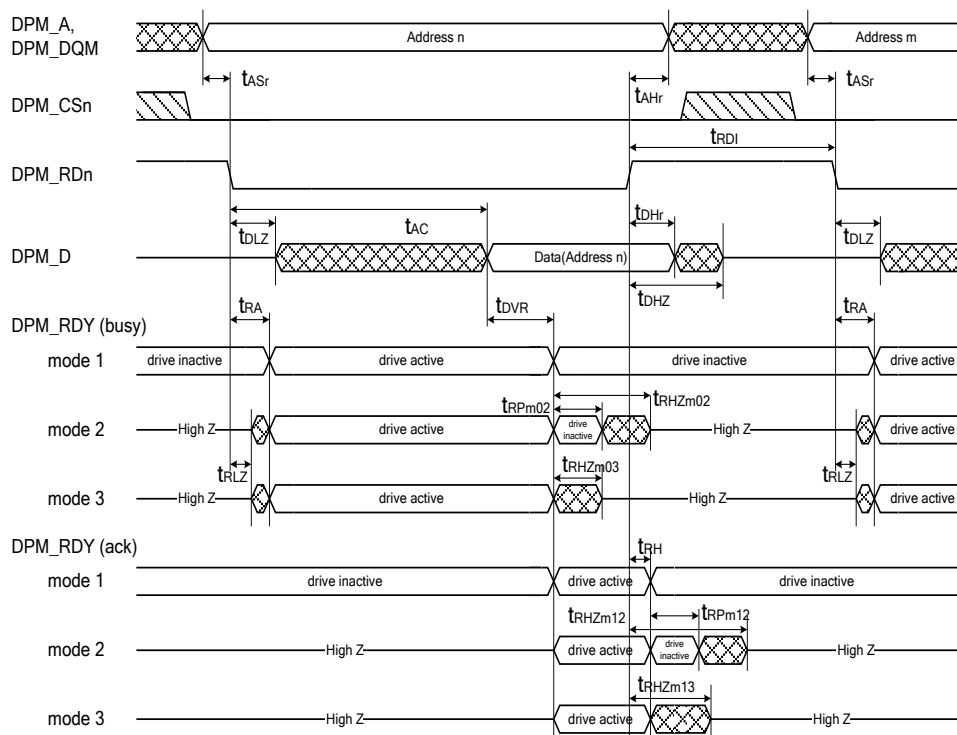 DPM_A,
DPM_DQM
Address n
Address m
tASr
tAHr
tASr
DPM_CSn
tRDI
DPM_RDn
tAC
tDHr
tDLZ
tDLZ
DPM_D
Data(Address n)
tDHZ
tRA
tDVR
tRA
DPM_RDY (busy)
mode 1
drive inactive
drive active
drive inactive
drive active
tRPm02
tRHZm02
mode 2
High Z
drive active
drive
inactive
High Z
drive active
tRLZ
tRHZm03
tRLZ
mode 3
High Z
drive active
High Z
drive active
DPM_RDY (ack)
tRH
mode 1
drive inactive
drive active
drive inactive
tRHZm12
tRPm12
mode 2
High Z
drive active
drive
inactive
High Z
tRHZm13
mode 3
High Z
drive active
High Z